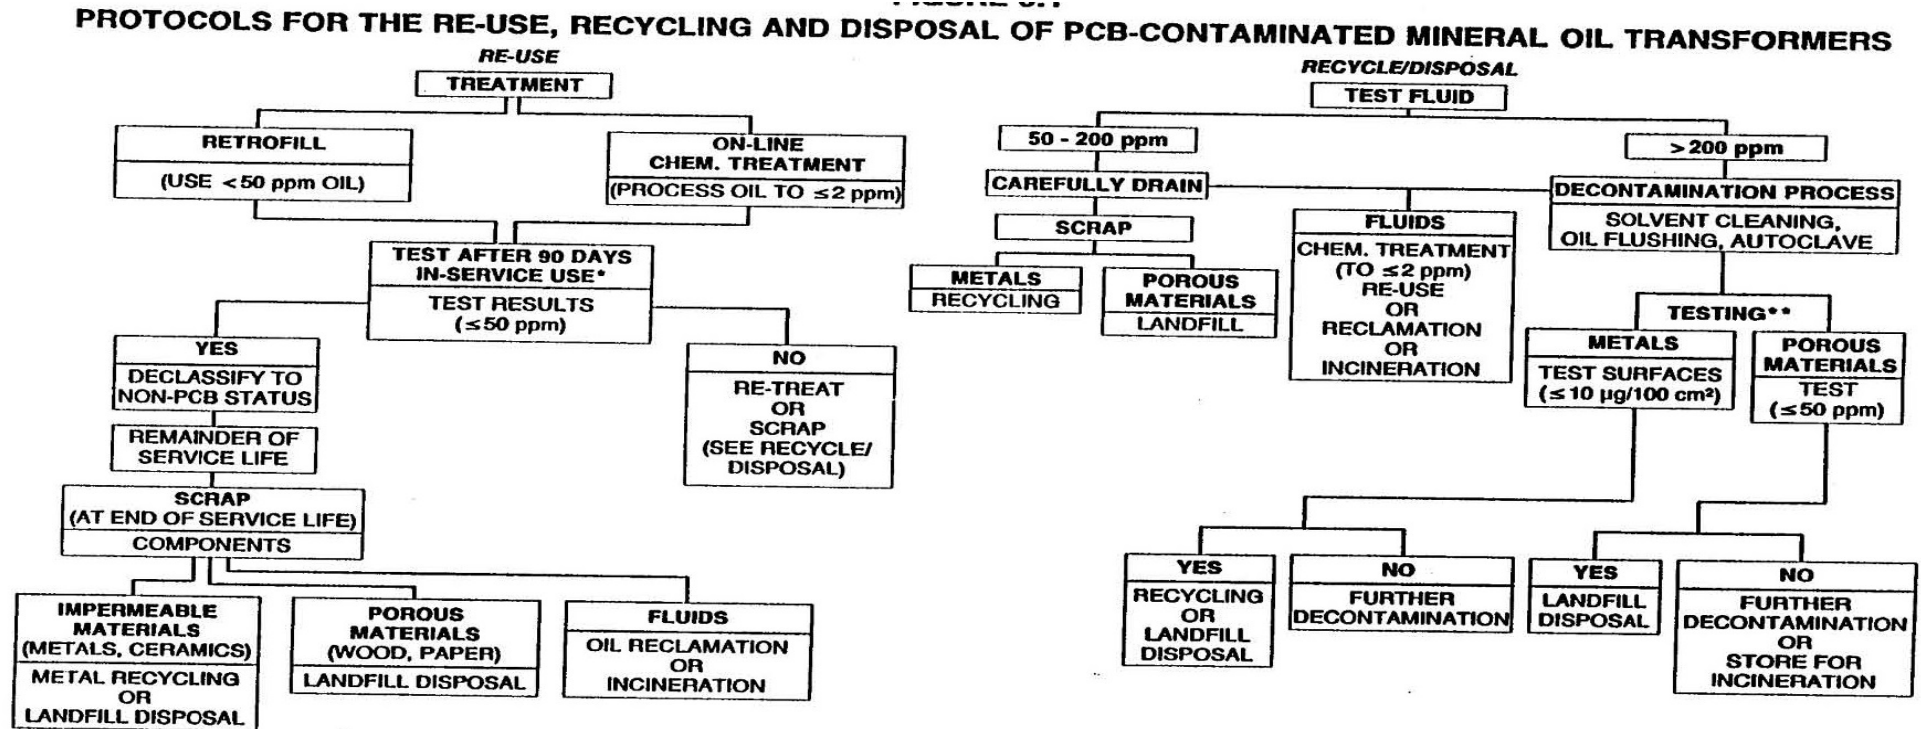 PROTOCOLS FOR THE RE-USE, RECYCLING AND DISPOSAL OF PCB-CONTAMINATED MINERAL OIL TRANSFORMERS
RE-USE
TREATMENT
RETROFILL
(USE <50 ppm OIL)
ON-LINE
CHEM. TREATMENT
(PROCESS OIL TO ≤2 ppm)
TEST AFTER 90 DAYS
IN-SERVICE USE*
TEST RESULTS
(≤50 ppm)
YES
DECLASSIFY TO
NON-PCB STATUS
REMAINDER OF
SERVICE LIFE
NO
RE-TREAT
OR
SCRAP
(SEE RECYCLE/
DISPOSAL)
SCRAP
(AT END OF SERVICE LIFE)
COMPONENTS
IMPERMEABLE
MATERIALS
(METALS, CERAMICS)
METAL RECYCLING
OR
LANDFILL DISPOSAL
POROUS
MATERIALS
(WOOD, PAPER)
LANDFILL DISPOSAL
FLUIDS
OIL RECLAMATION
OR
INCINERATION
RECYCLE/DISPOSAL
TEST FLUID
50 - 200 ppm
CAREFULLY DRAIN
SCRAP
METALS
RECYCLING
POROUS
MATERIALS
LANDFILL
FLUIDS
CHEM. TREATMENT
(TO ≤2 ppm)
RE-USE
OR
RECLAMATION
OR
INCINERATION
>200 ppm
DECONTAMINATION PROCESS
SOLVENT CLEANING,
OIL FLUSHING, AUTOCLAVE
TESTING**
METALS
TEST SURFACES
(≤10 µg/100 cm²)
POROUS
MATERIALS
TEST
(≤50 ppm)
YES
RECYCLING
OR
LANDFILL
DISPOSAL
NO
FURTHER
DECONTAMINATION
YES
LANDFILL
DISPOSAL
NO
FURTHER
DECONTAMINATION
OR
STORE FOR
INCINERATION